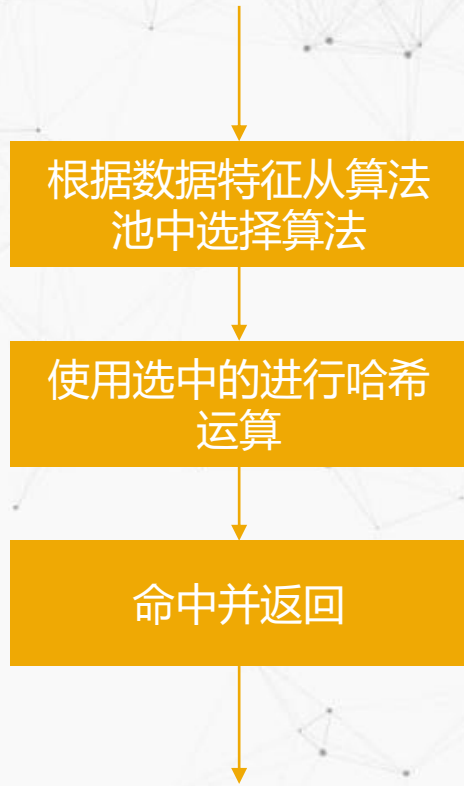 根据数据特征从算法
池中选择算法
使用选中的进行哈希
运算
命中并返回